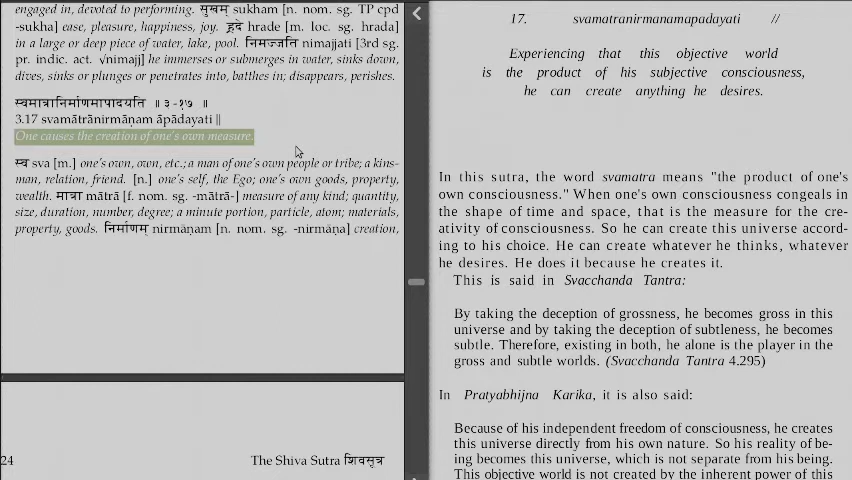 engaged in, devoted to performing. सुखम् sukham [n. nom. sg. TP cpd
-sukha] ease, pleasure, happiness, joy. ह्रदे hrade [m. loc. sg. hrada]
in a large or deep piece of water, lake, pool. निमज्जति nimajjati [3rd sg.
pr. indic. act. √nimajj] he immerses or submerges in water, sinks down,
dives, sinks or plunges or penetrates into, batthes in; disappears, perishes.
स्वमात्रानिर्माणमापादयति ॥ ३-१७ ॥
3.17 svamātrānirmāṇam āpādayati ||
One causes the creation of one's own measure.
स्व sva [m.] one's own, own, etc.; a man of one's own people or tribe; a kins-
man, relation, friend. [n.] one's self, the Ego; one's own goods, property,
wealth. मात्रा mātrā [f. nom. sg. -mātrā-] measure of any kind; quantity,
size, duration, number, degree; a minute portion, particle, atom; materials,
property, goods. निर्माणम् nirmāṇam [n. nom. sg. -nirmāṇa] creation,
24 The Shiva Sutra शिवसूत्र
17. svamatranirmanamapadayati //
Experiencing that this objective world
is the product of his subjective consciousness,
he can create anything he desires.
In this sutra, the word svamatra means "the product of one's
own consciousness." When one's own consciousness congeals in
the shape of time and space, that is the measure for the cre-
ativity of consciousness. So he can create this universe accord-
ing to his choice. He can create whatever he thinks, whatever
he desires. He does it because he creates it.
This is said in Svacchanda Tantra:
By taking the deception of grossness, he becomes gross in this
universe and by taking the deception of subtleness, he becomes
subtle. Therefore, existing in both, he alone is the player in the
gross and subtle worlds. (Svacchanda Tantra 4.295)
In Pratyabhijna Karika, it is also said:
Because of his independent freedom of consciousness, he creates
this universe directly from his own nature. So his reality of be-
ing becomes this universe, which is not separate from his being.
This objective world is not created by the inherent power of this